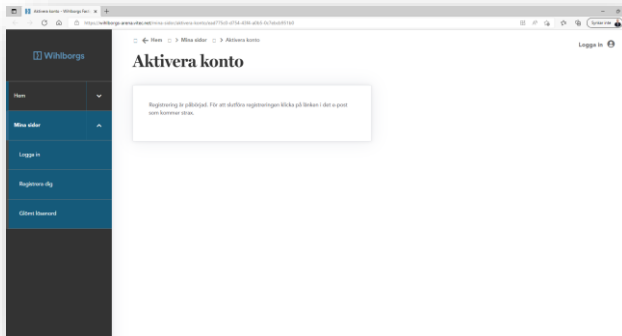 Aktivera konto - Wihlborgs Fast
Wihlborgs
Hem
Mina sidor
Logga in
Registrera dig
Glömt lösenord
Hem > Mina sidor > Aktivera konto
Logga in
Aktivera konto
Registrering är påbörjad. För att slutföra registreringen klicka på länken i det e-post
som kommer strax.